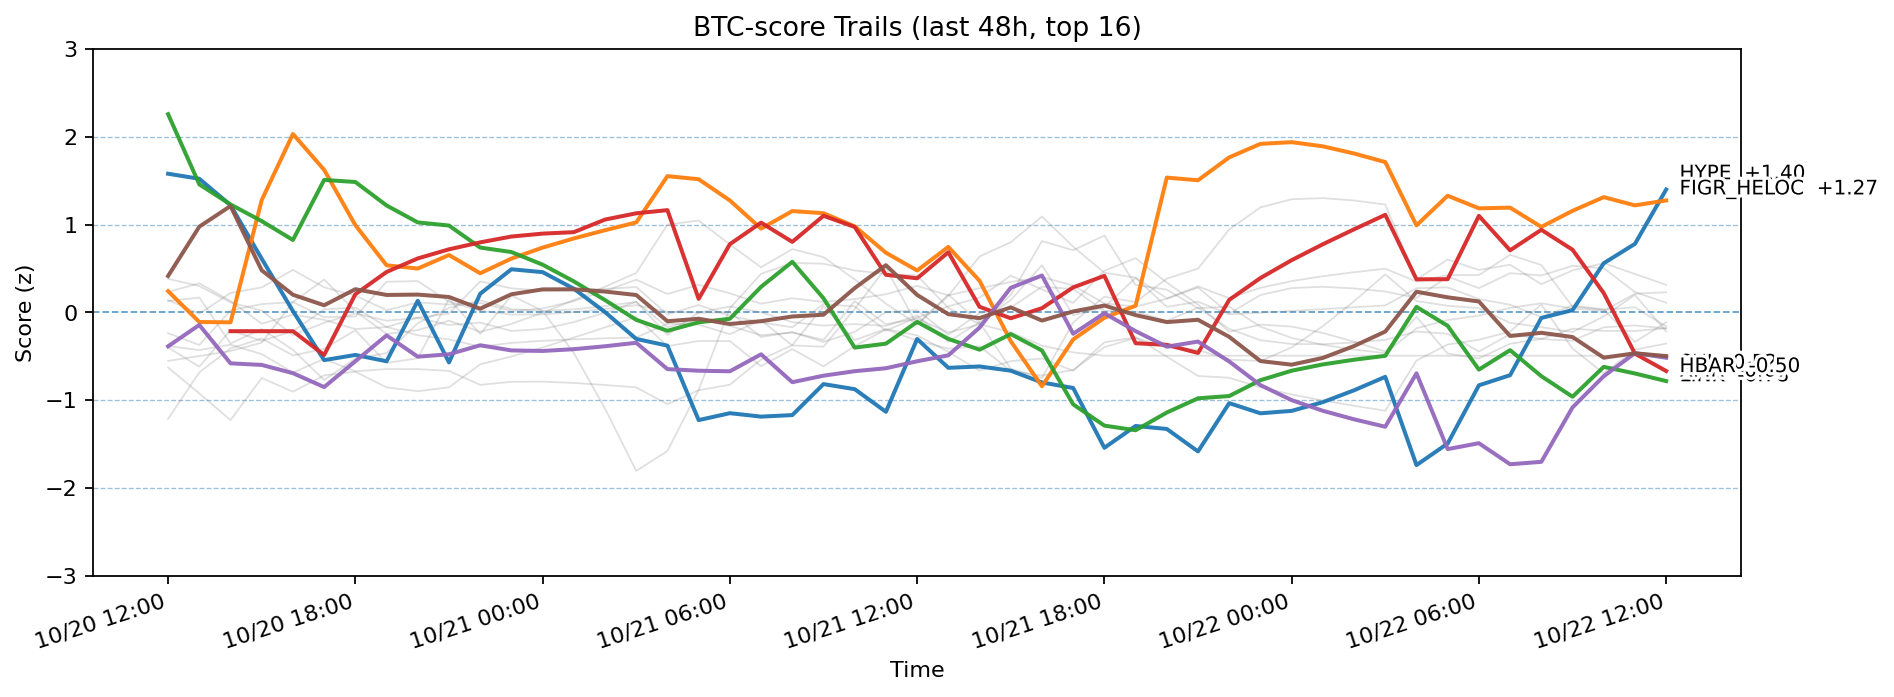 BTC-score Trails (last 48h, top 16)
Score (z)
3
2
1
0
−1
−2
−3
HYPE +1.40
FIGR_HELOC +1.27
HBAR -0.50
10/20 12:00
10/20 18:00
10/21 00:00
10/21 06:00
10/21 12:00
10/21 18:00
10/22 00:00
10/22 06:00
10/22 12:00
Time